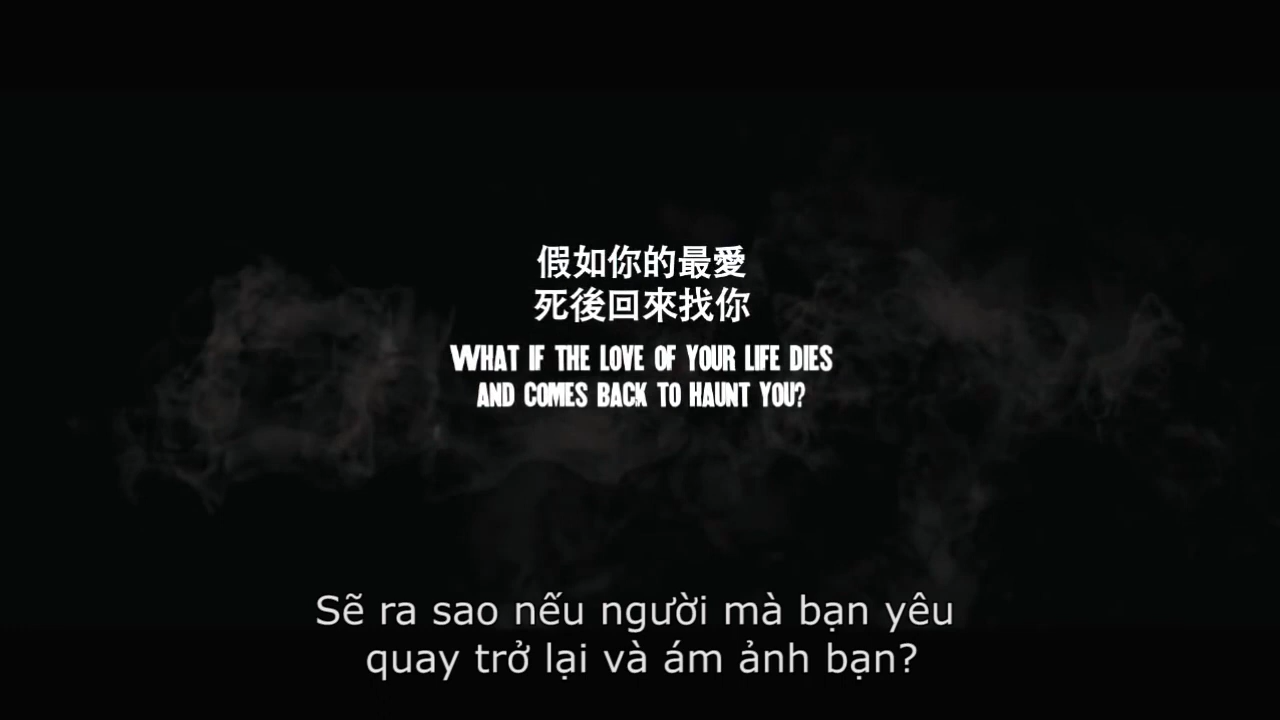 假如你的最愛
死後回來找你
WHAT IF THE LOVE OF YOUR LIFE DIES
AND COMES BACK TO HAUNT YOU?
Sẽ ra sao nếu người mà bạn yêu
quay trở lại và ám ảnh bạn?